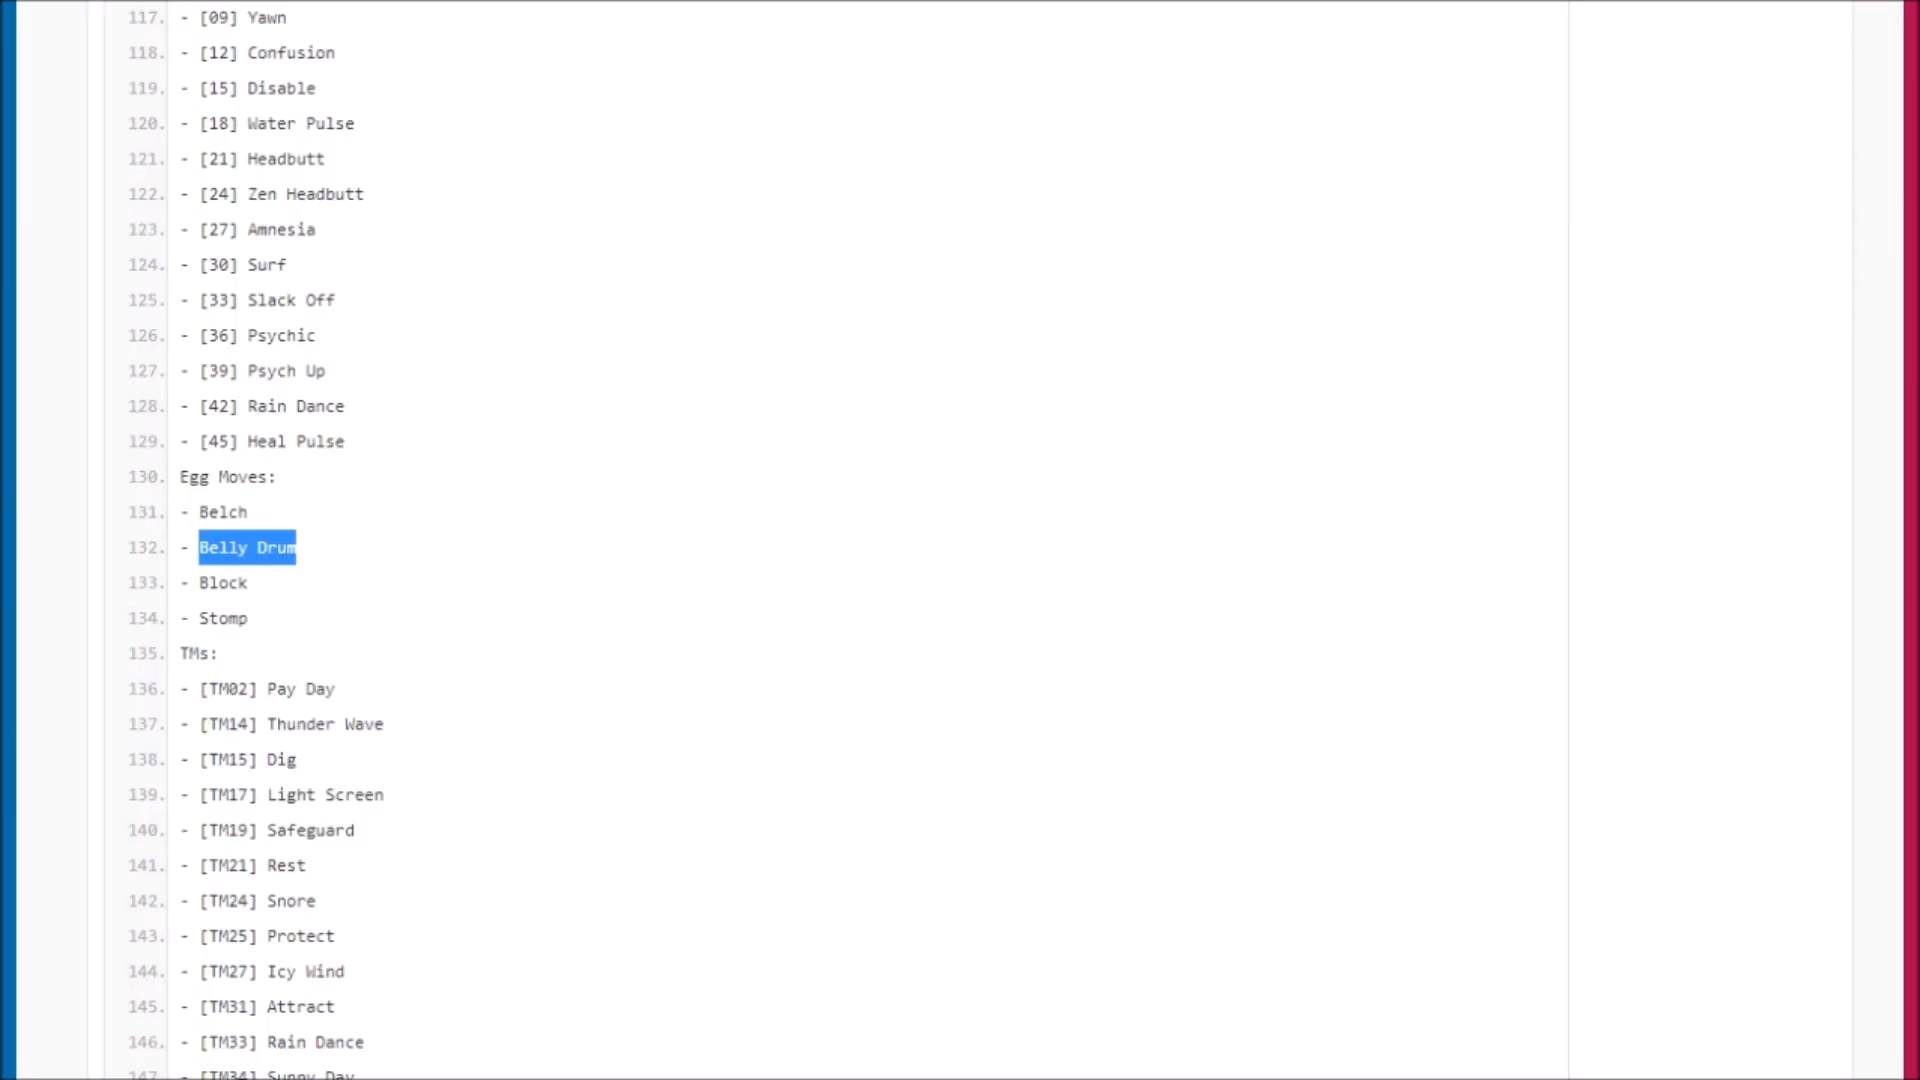 117. - [09] Yawn
118. - [12] Confusion
119. - [15] Disable
120. - [18] Water Pulse
121. - [21] Headbutt
122. - [24] Zen Headbutt
123. - [27] Amnesia
124. - [30] Surf
125. - [33] Slack Off
126. - [36] Psychic
127. - [39] Psych Up
128. - [42] Rain Dance
129. - [45] Heal Pulse
130. Egg Moves:
131. - Belch
132. - Belly Drum
133. - Block
134. - Stomp
135. TMs:
136. - [TM02] Pay Day
137. - [TM14] Thunder Wave
138. - [TM15] Dig
139. - [TM17] Light Screen
140. - [TM19] Safeguard
141. - [TM21] Rest
142. - [TM24] Snore
143. - [TM25] Protect
144. - [TM27] Icy Wind
145. - [TM31] Attract
146. - [TM33] Rain Dance
147. - [TM34] Sunny Day